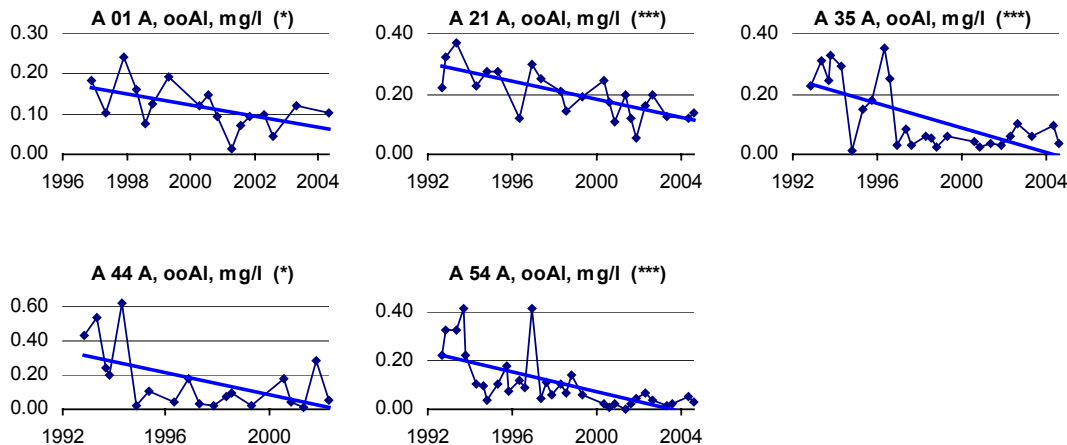 A 01 A, ooAl, mg/l (*)
0.30
0.20
0.10
0.00
1996 1998 2000 2002 2004
A 21 A, ooAl, mg/l (***)
0.40
0.20
0.00
1992 1996 2000 2004
A 35 A, ooAl, mg/l (***)
0.40
0.20
0.00
1992 1996 2000 2004
A 44 A, ooAl, mg/l (*)
0.60
0.40
0.20
0.00
1992 1996 2000
A 54 A, ooAl, mg/l (***)
0.40
0.20
0.00
1992 1996 2000 2004